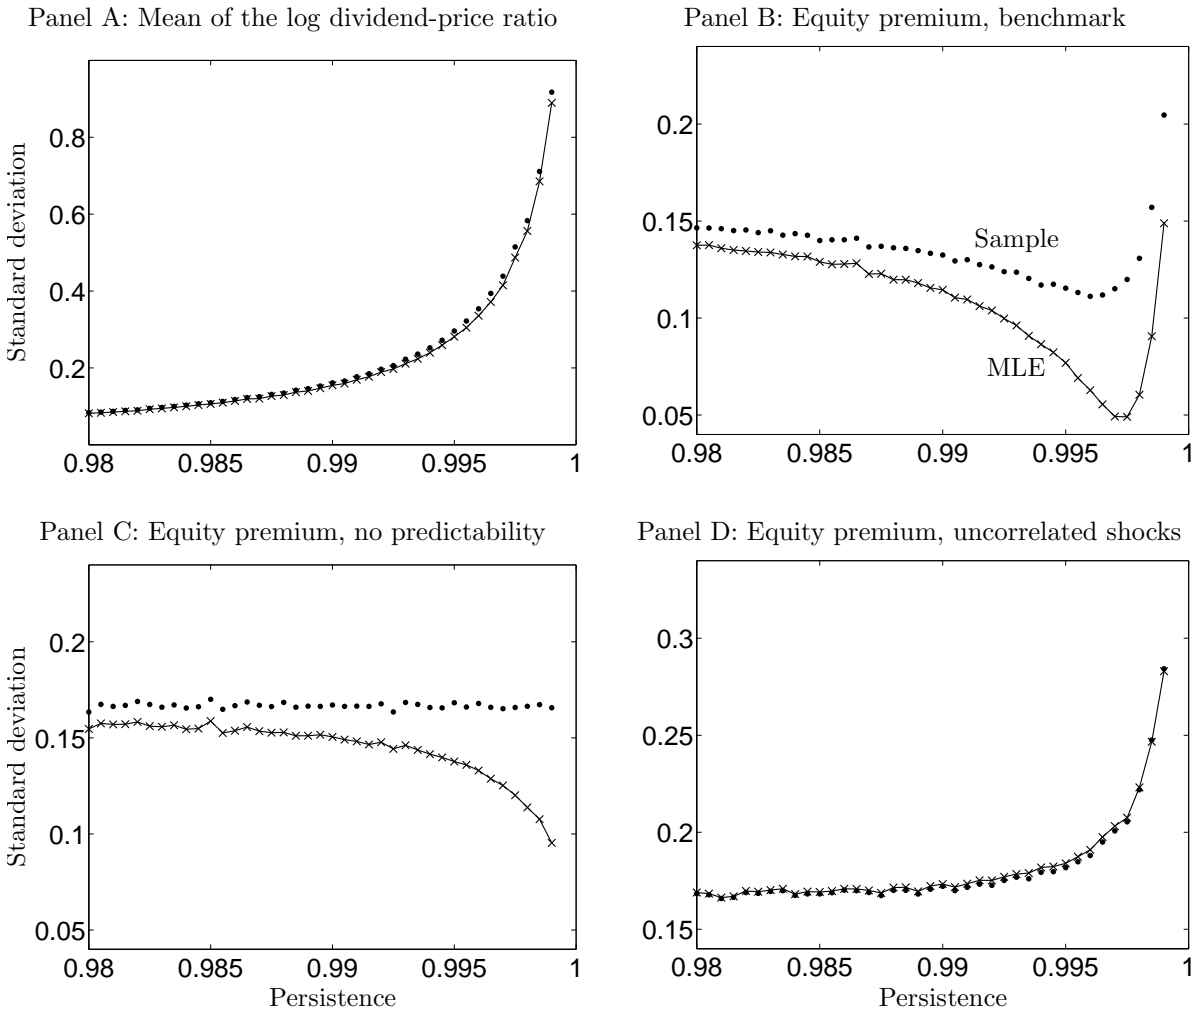 Panel A: Mean of the log dividend-price ratio
Standard deviation
0.8
0.6
0.4
0.2
0.98 0.985 0.99 0.995 1
Panel B: Equity premium, benchmark
0.2
0.15
0.1
0.05
Sample
MLE
0.98 0.985 0.99 0.995 1
Panel C: Equity premium, no predictability
Standard deviation
0.2
0.15
0.1
0.05
0.98 0.985 0.99 0.995 1
Persistence
Panel D: Equity premium, uncorrelated shocks
0.3
0.25
0.2
0.15
0.98 0.985 0.99 0.995 1
Persistence